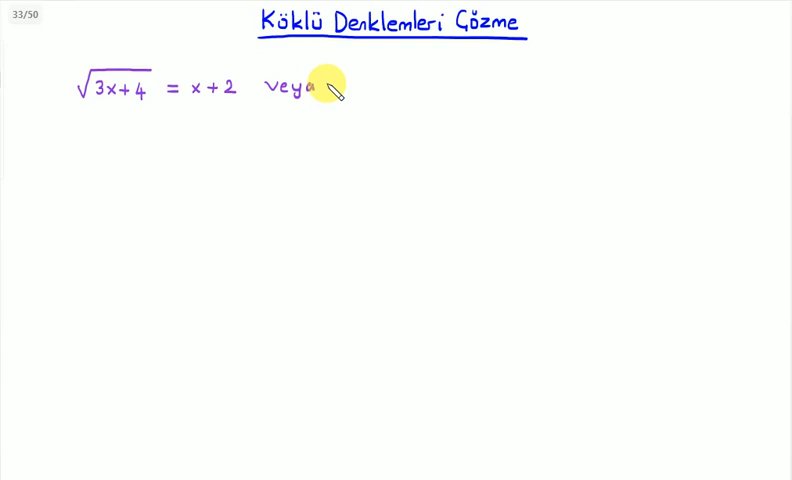 33/50
Köklü Denklemleri Çözme
√(3x+4) = x+2 veya